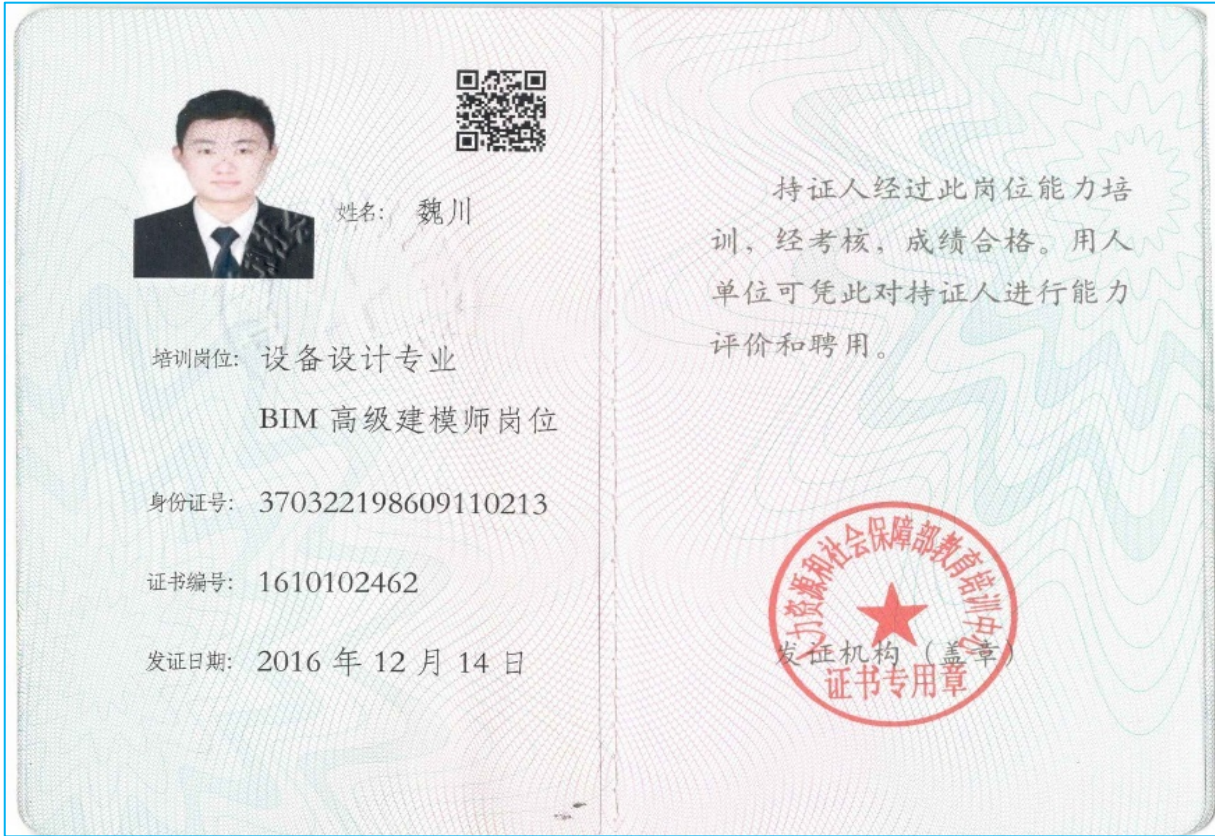 姓名: 魏川
培训岗位: 设备设计专业
BIM 高级建模师岗位
身份证号: 370322198609110213
证书编号: 1610102462
发证日期: 2016 年 12 月 14 日
持证人经过此岗位能力培
训、经考核,成绩合格。用人
单位可凭此对持证人进行能力
评价和聘用。
人力资源和社会保障部教育培训中心
发证机构(盖章)
证书专用章